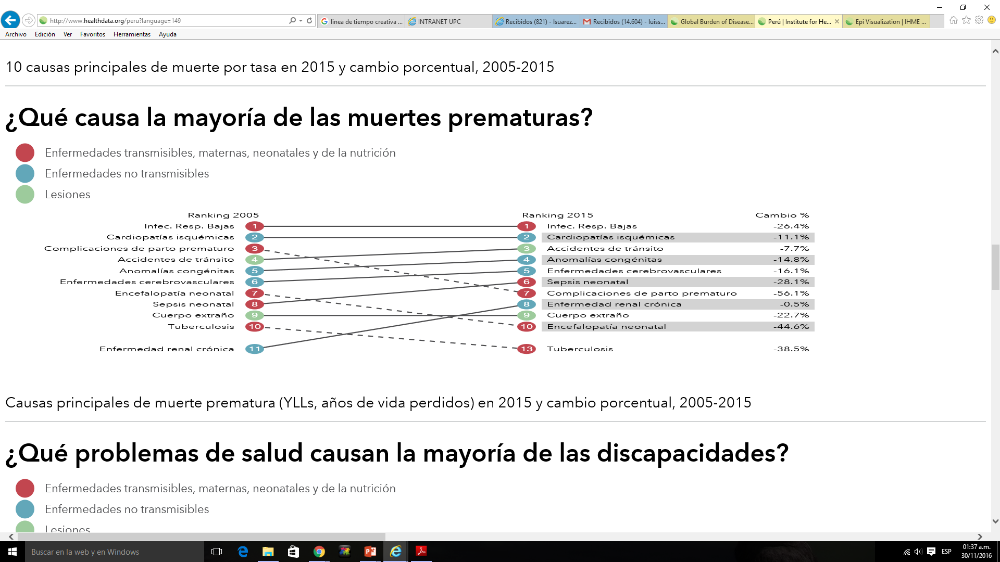 http://www.healthdata.org/peru?language=149
linea de tiempo creativa ...
INTRANET UPC
Recibidos (821) - lsuarez...
Recibidos (14.604) - luiss...
Global Burden of Disease...
Perú | Institute for He...
Epi Visualization | IHME ...
Archivo Edición Ver Favoritos Herramientas Ayuda
10 causas principales de muerte por tasa en 2015 y cambio porcentual, 2005-2015
¿Qué causa la mayoría de las muertes prematuras?
Enfermedades transmisibles, maternas, neonatales y de la nutrición
Enfermedades no transmisibles
Lesiones
Ranking 2005 Ranking 2015 Cambio %
Infec. Resp. Bajas 1 1 Infec. Resp. Bajas -26.4%
Cardiopatías isquémicas 2 2 Cardiopatías isquémicas -11.1%
Complicaciones de parto prematuro 3 3 Accidentes de tránsito -7.7%
Accidentes de tránsito 4 4 Anomalías congénitas -14.8%
Anomalías congénitas 5 5 Enfermedades cerebrovasculares -16.1%
Enfermedades cerebrovasculares 6 6 Sepsis neonatal -28.1%
Encefalopatía neonatal 7 7 Complicaciones de parto prematuro -56.1%
Sepsis neonatal 8 8 Enfermedad renal crónica -0.5%
Cuerpo extraño 9 9 Cuerpo extraño -22.7%
Tuberculosis 10 10 Encefalopatía neonatal -44.6%
Enfermedad renal crónica 11 13 Tuberculosis -38.5%
Causas principales de muerte prematura (YLLs, años de vida perdidos) en 2015 y cambio porcentual, 2005-2015
¿Qué problemas de salud causan la mayoría de las discapacidades?
Enfermedades transmisibles, maternas, neonatales y de la nutrición
Enfermedades no transmisibles
Lesiones
Buscar en la web y en Windows
ESP
01:37 a.m.
30/11/2016